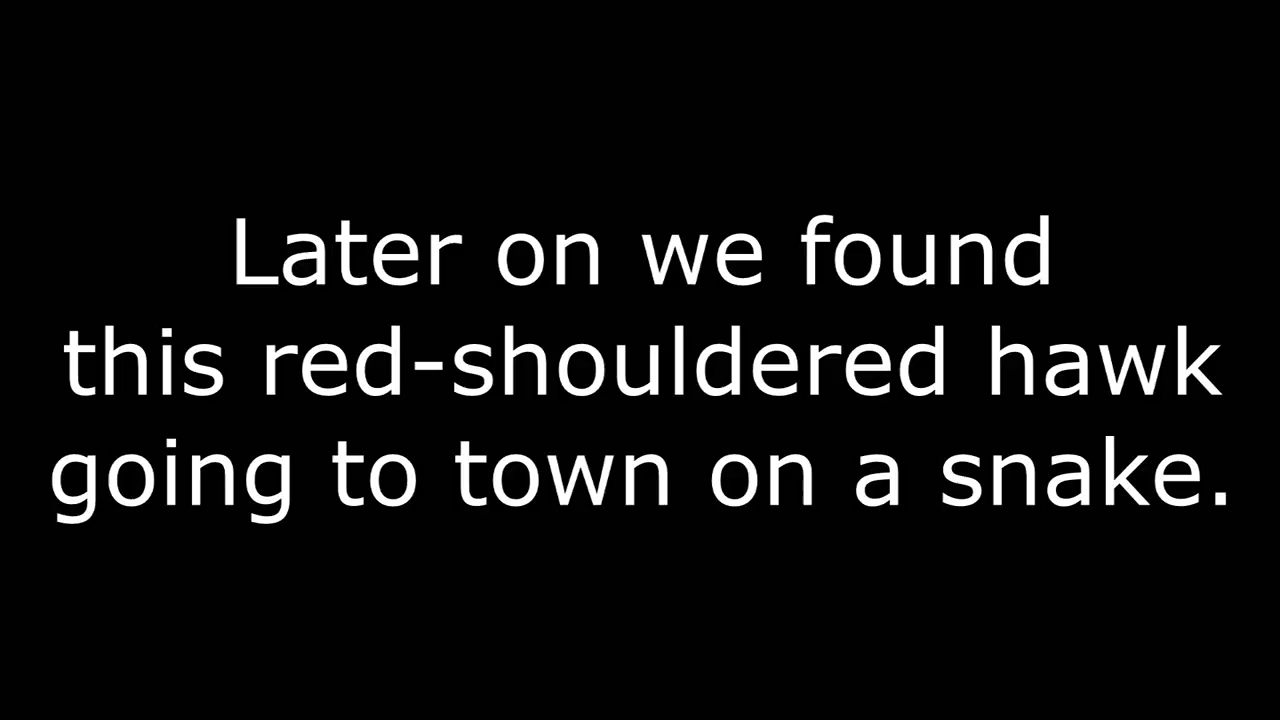 Later on we found
this red-shouldered hawk
going to town on a snake.